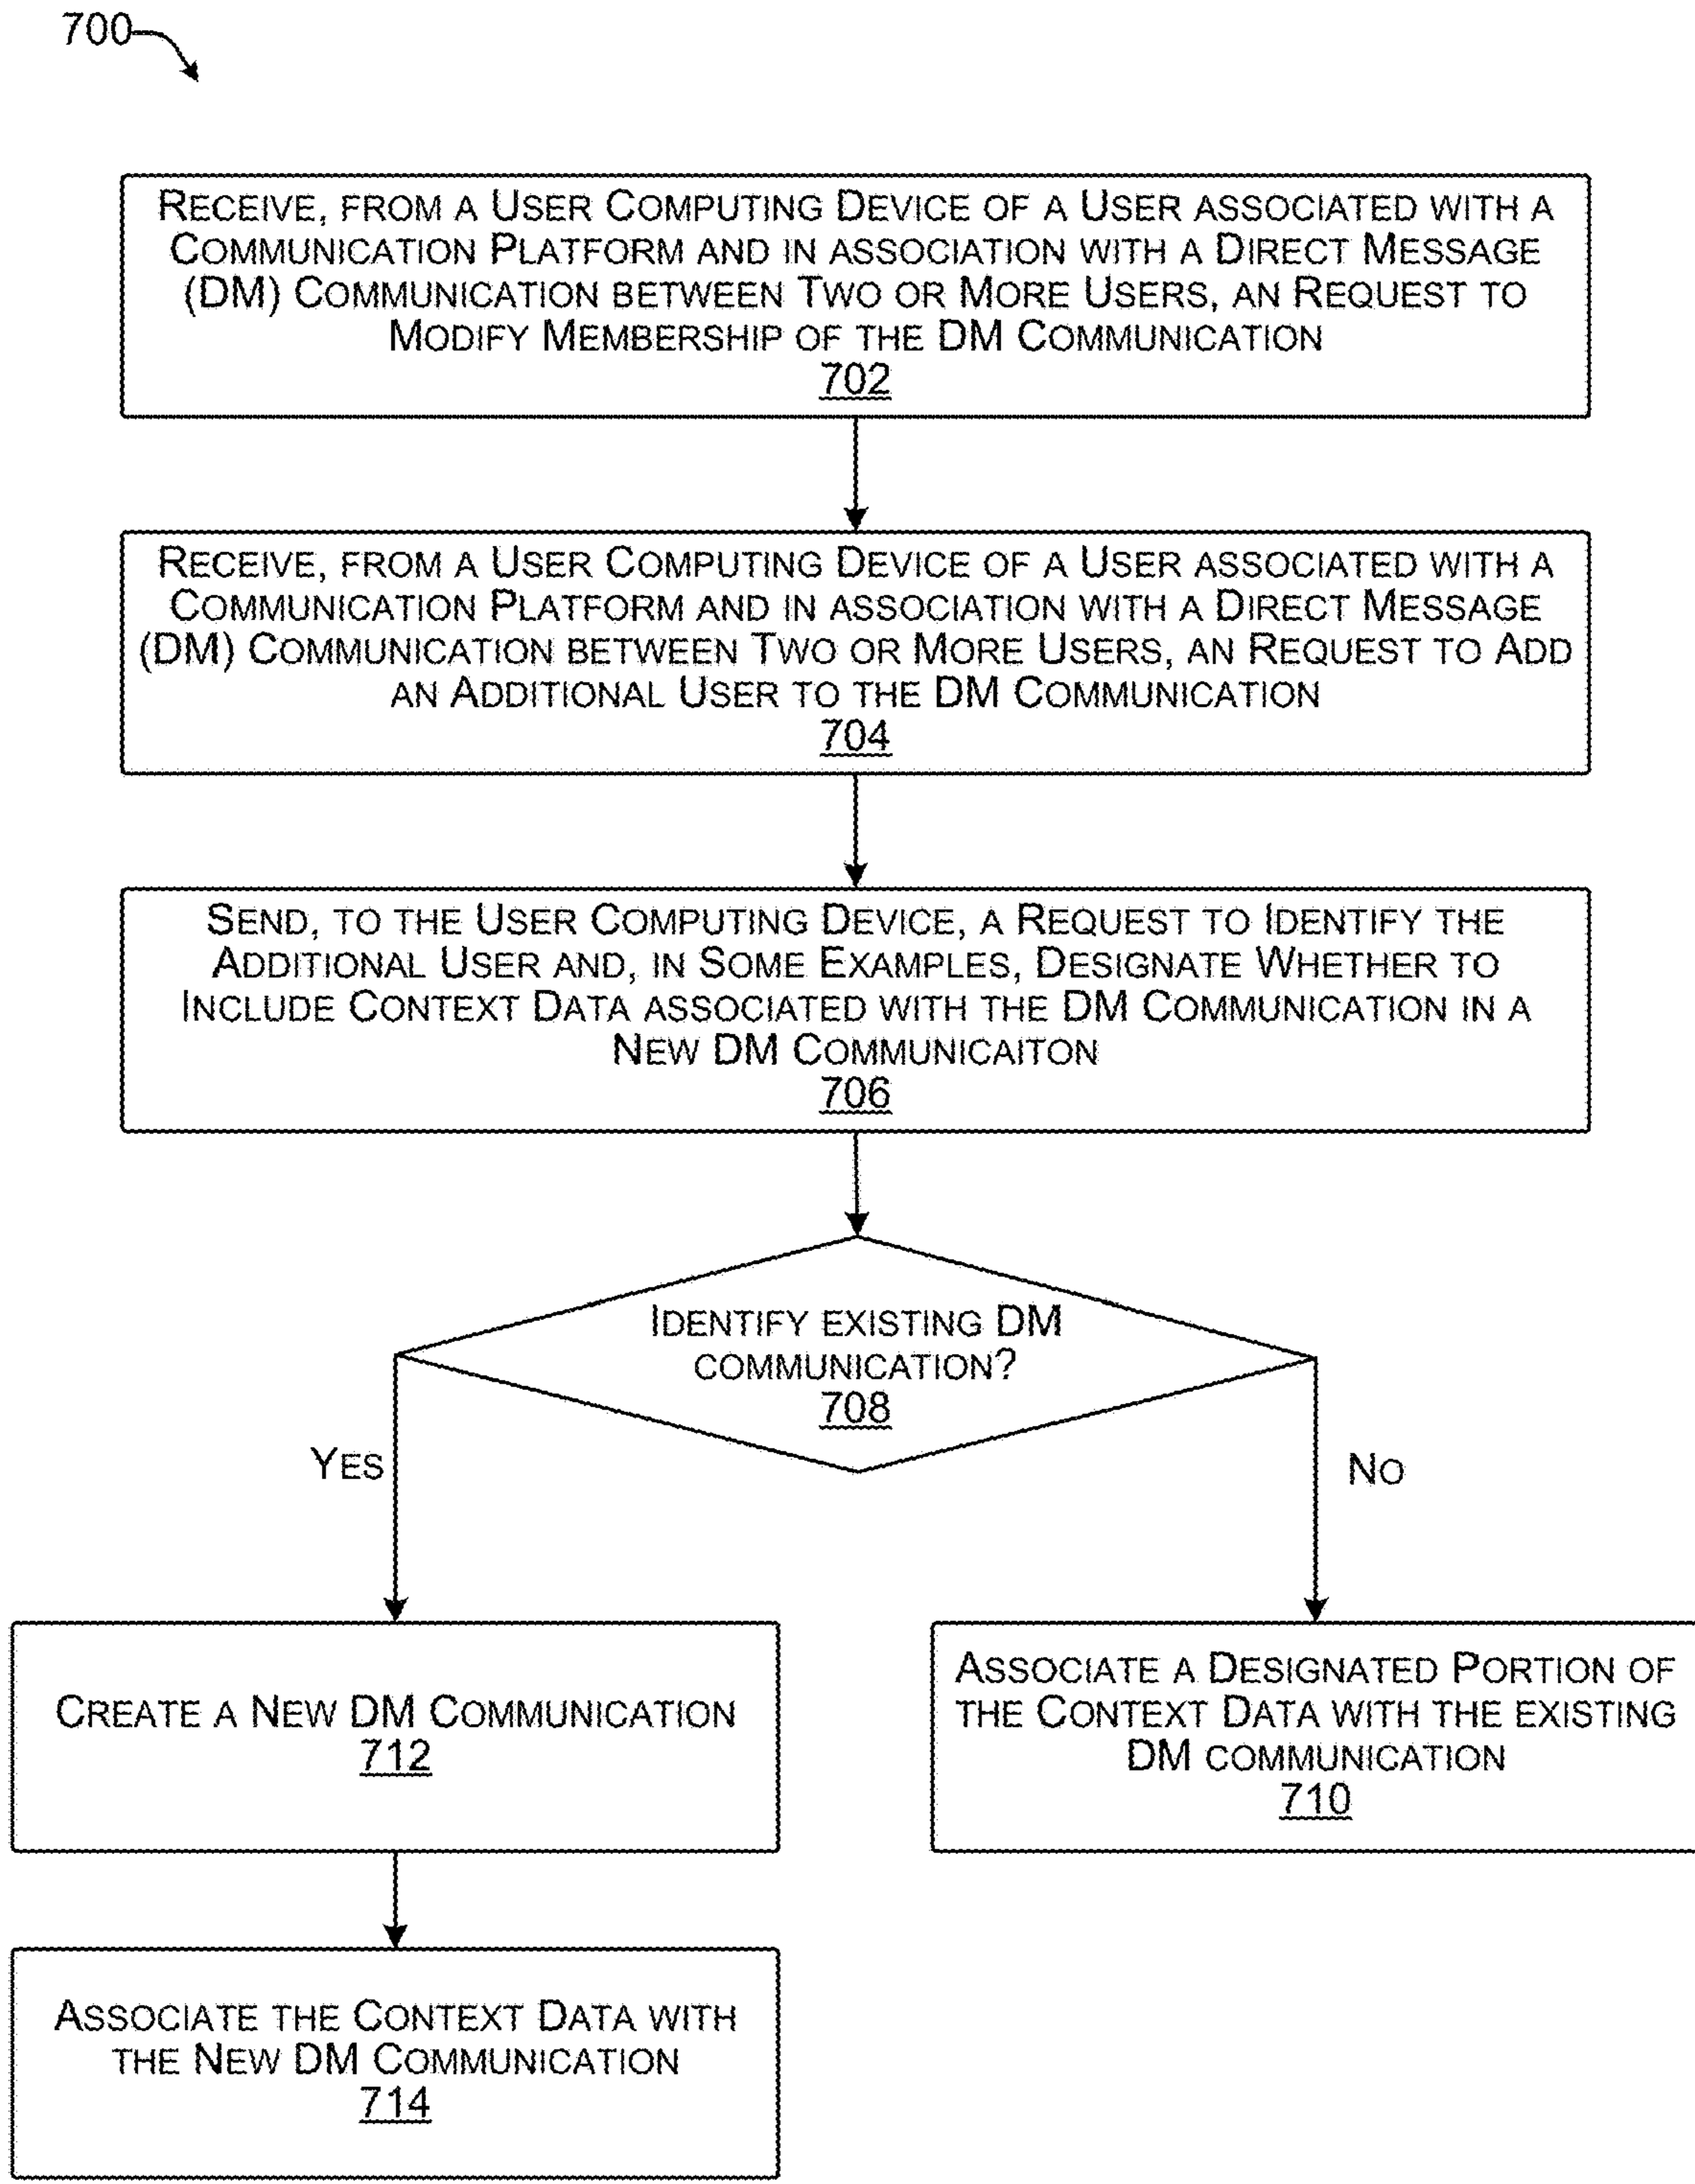 700
RECEIVE, FROM A USER COMPUTING DEVICE OF A USER ASSOCIATED WITH A
COMMUNICATION PLATFORM AND IN ASSOCIATION WITH A DIRECT MESSAGE
(DM) COMMUNICATION BETWEEN TWO OR MORE USERS, AN REQUEST TO
MODIFY MEMBERSHIP OF THE DM COMMUNICATION
702
RECEIVE, FROM A USER COMPUTING DEVICE OF A USER ASSOCIATED WITH A
COMMUNICATION PLATFORM AND IN ASSOCIATION WITH A DIRECT MESSAGE
(DM) COMMUNICATION BETWEEN TWO OR MORE USERS, AN REQUEST TO ADD
AN ADDITIONAL USER TO THE DM COMMUNICATION
704
SEND, TO THE USER COMPUTING DEVICE, A REQUEST TO IDENTIFY THE
ADDITIONAL USER AND, IN SOME EXAMPLES, DESIGNATE WHETHER TO
INCLUDE CONTEXT DATA ASSOCIATED WITH THE DM COMMUNICATION IN A
NEW DM COMMUNICAITON
706
IDENTIFY EXISTING DM
COMMUNICATION?
708
YES
NO
CREATE A NEW DM COMMUNICATION
712
ASSOCIATE A DESIGNATED PORTION OF
THE CONTEXT DATA WITH THE EXISTING
DM COMMUNICATION
710
ASSOCIATE THE CONTEXT DATA WITH
THE NEW DM COMMUNICATION
714